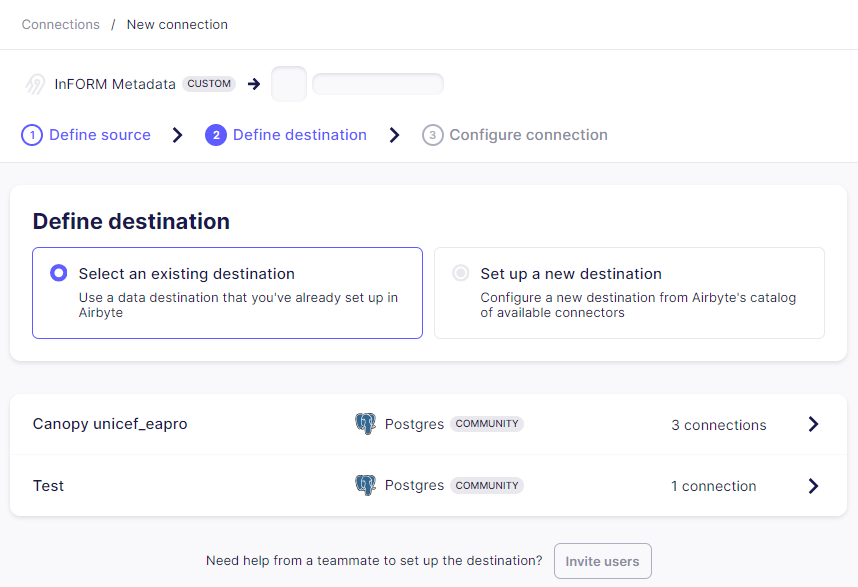 Connections / New connection
InFORM Metadata CUSTOM
1 Define source 2 Define destination 3 Configure connection
Define destination
Select an existing destination
Use a data destination that you've already set up in
Airbyte
Set up a new destination
Configure a new destination from Airbyte's catalog
of available connectors
Canopy unicef_eapro Postgres COMMUNITY 3 connections
Test Postgres COMMUNITY 1 connection
Need help from a teammate to set up the destination? Invite users